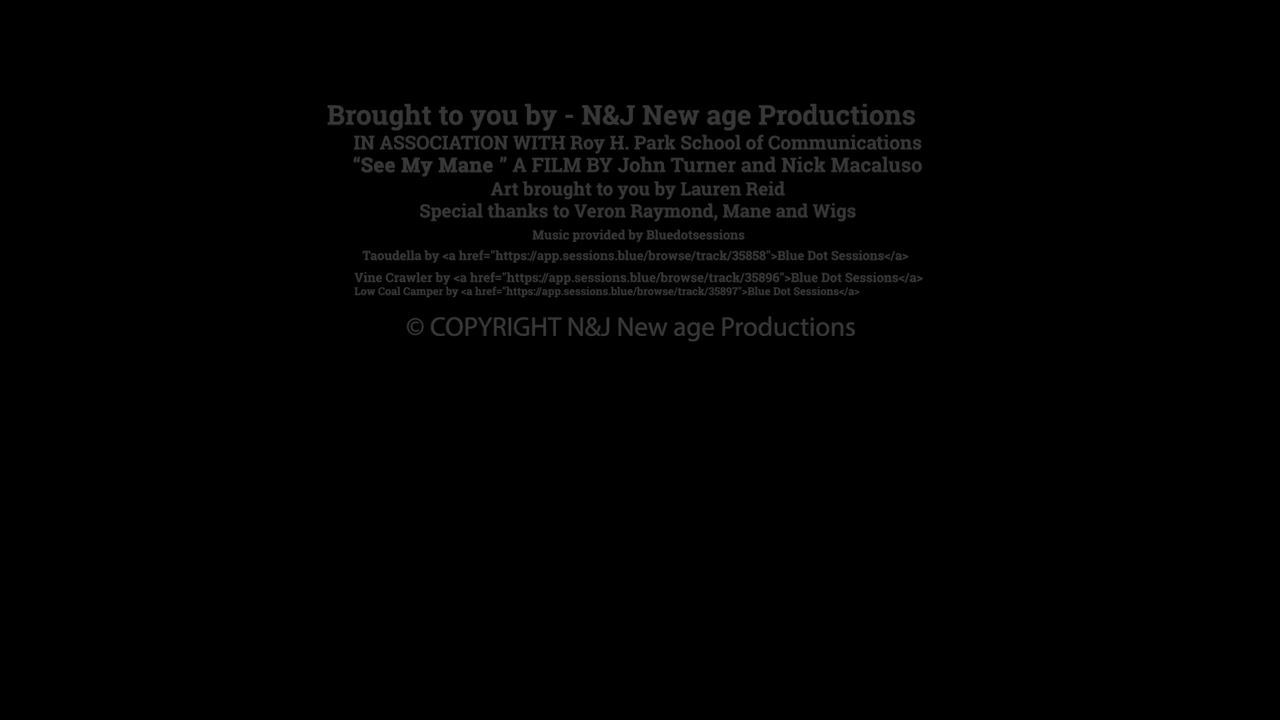 Brought to you by - N&J New age Productions
IN ASSOCIATION WITH Roy H. Park School of Communications
“See My Mane ” A FILM BY John Turner and Nick Macaluso
Art brought to you by Lauren Reid
Special thanks to Veron Raymond, Mane and Wigs
Music provided by Bluedotsessions
Taoudella by <a href="https://app.sessions.blue/browse/track/35858">Blue Dot Sessions</a>
Vine Crawler by <a href="https://app.sessions.blue/browse/track/35896">Blue Dot Sessions</a>
Low Coal Camper by <a href="https://app.sessions.blue/browse/track/35897">Blue Dot Sessions</a>
© COPYRIGHT N&J New age Productions